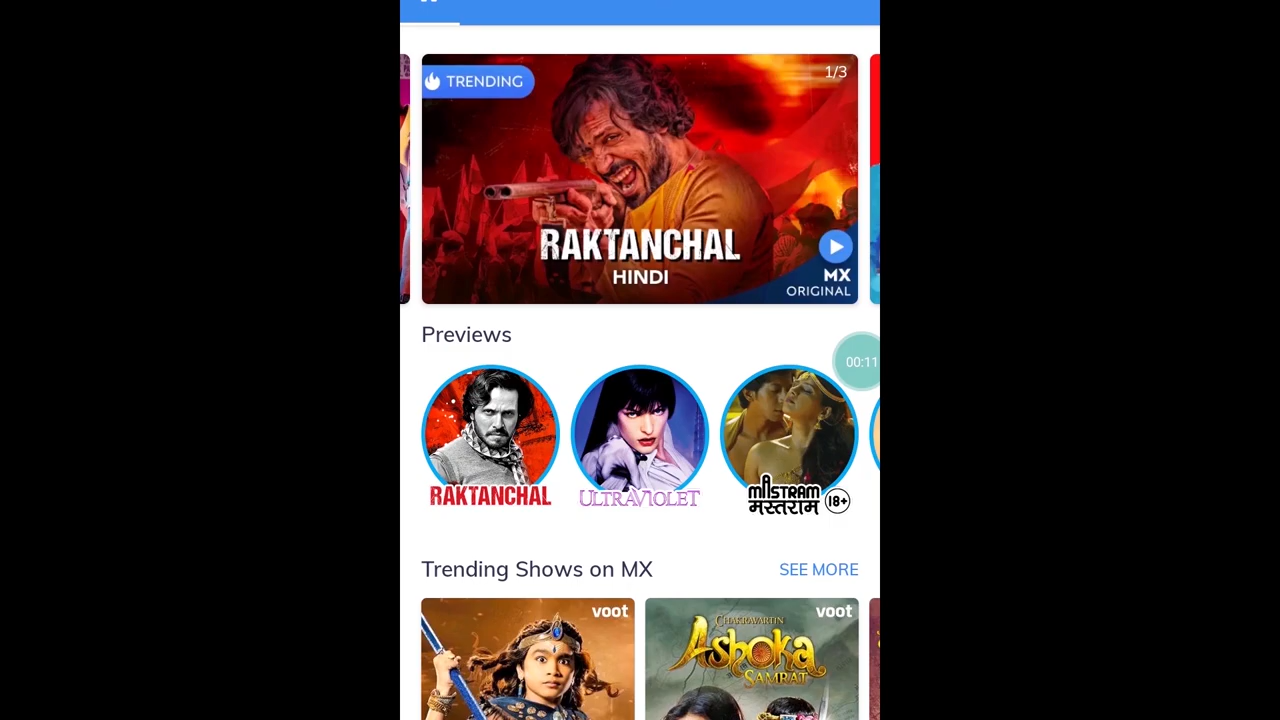 TRENDING
1/3
RAKTANCHAL
HINDI
MX
ORIGINAL
Previews
00:11
RAKTANCHAL
ULTRAVIOLET
MASTRAM
मस्तराम
18+
Trending Shows on MX
SEE MORE
voot
voot
CHAKRAVARTIN
ASHOKA
SAMRAT